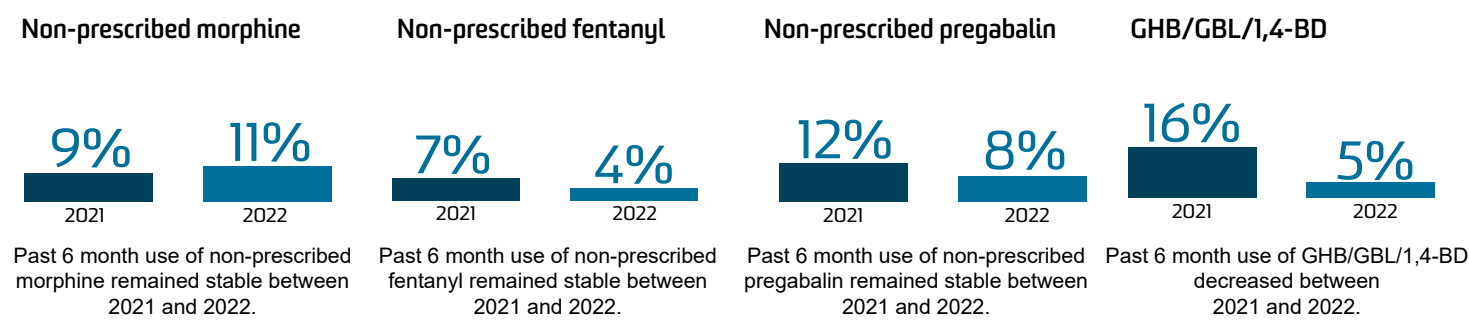 Non-prescribed morphine
9%
11%
2021
2022
Past 6 month use of non-prescribed
morphine remained stable between
2021 and 2022.
Non-prescribed fentanyl
7%
4%
2021
2022
Past 6 month use of non-prescribed
fentanyl remained stable between
2021 and 2022.
Non-prescribed pregabalin
12%
8%
2021
2022
Past 6 month use of non-prescribed
pregabalin remained stable between
2021 and 2022.
GHB/GBL/1,4-BD
16%
5%
2021
2022
Past 6 month use of GHB/GBL/1,4-BD
decreased between
2021 and 2022.